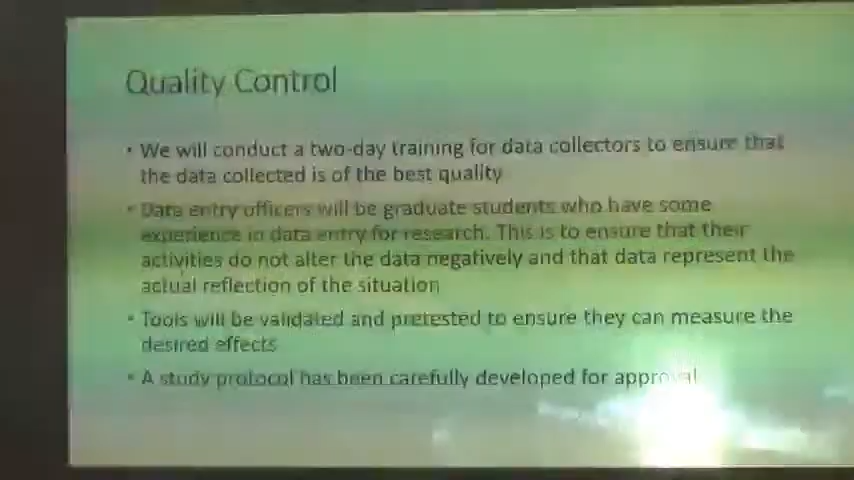 Quality Control
• We will conduct a two-day training for data collectors to ensure that
the data collected is of the best quality
• Data entry officers will be graduate students who have some
experience in data entry for research. This is to ensure that their
activities do not alter the data negatively and that data represent the
actual reflection of the situation
• Tools will be validated and pretested to ensure they can measure the
desired effects
• A study protocol has been carefully developed for approval